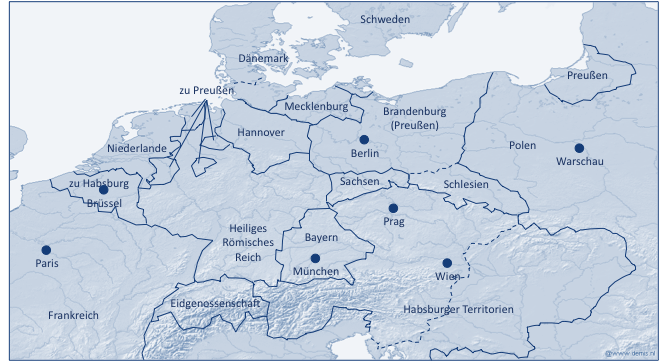 Schweden
Dänemark
Preußen
zu Preußen
Mecklenburg
Brandenburg
(Preußen)
Hannover
Niederlande
Berlin
Polen
Warschau
zu Habsburg
Brüssel
Sachsen
Schlesien
Prag
Heiliges
Römisches
Reich
Bayern
Paris
München
Wien
Eidgenossenschaft
Habsburger Territorien
Frankreich
@www.demis.nl